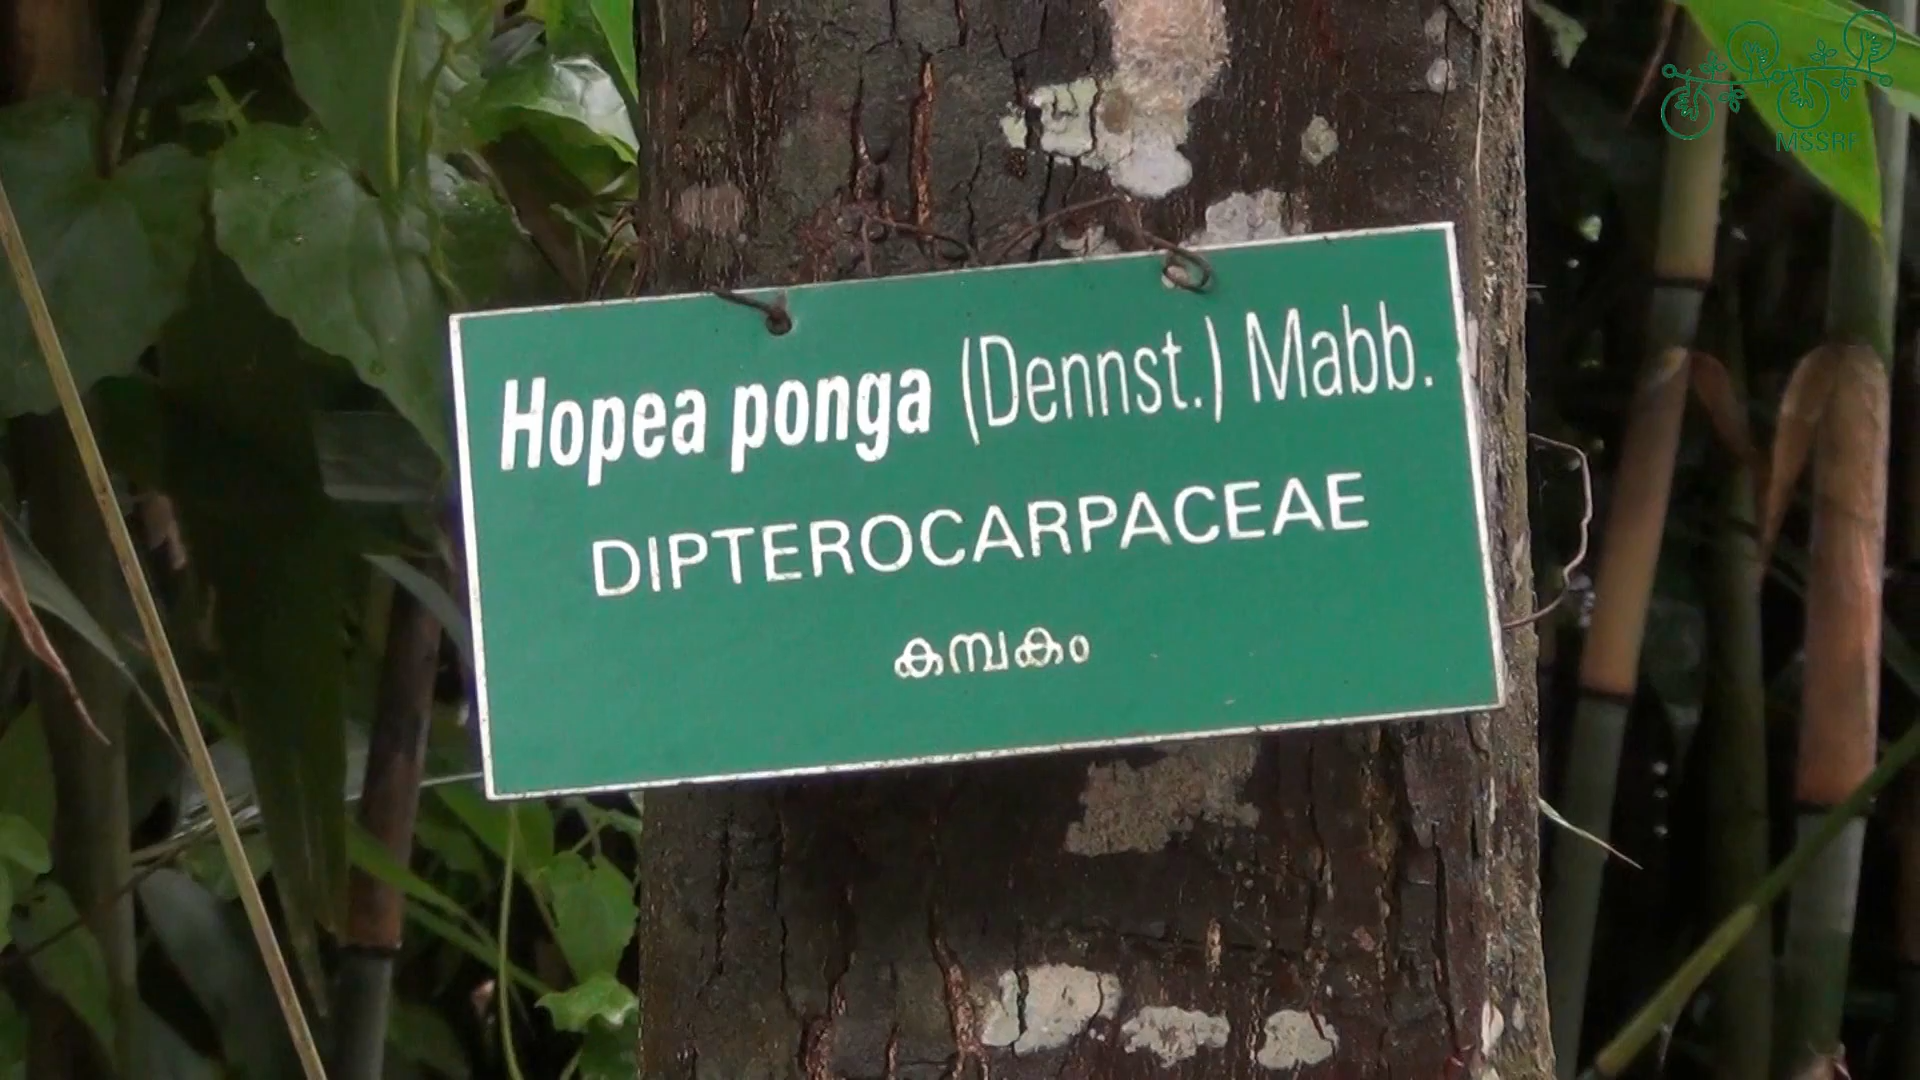 MSSRF
Hopea ponga (Dennst.) Mabb.
DIPTEROCARPACEAE
കമ്പകം